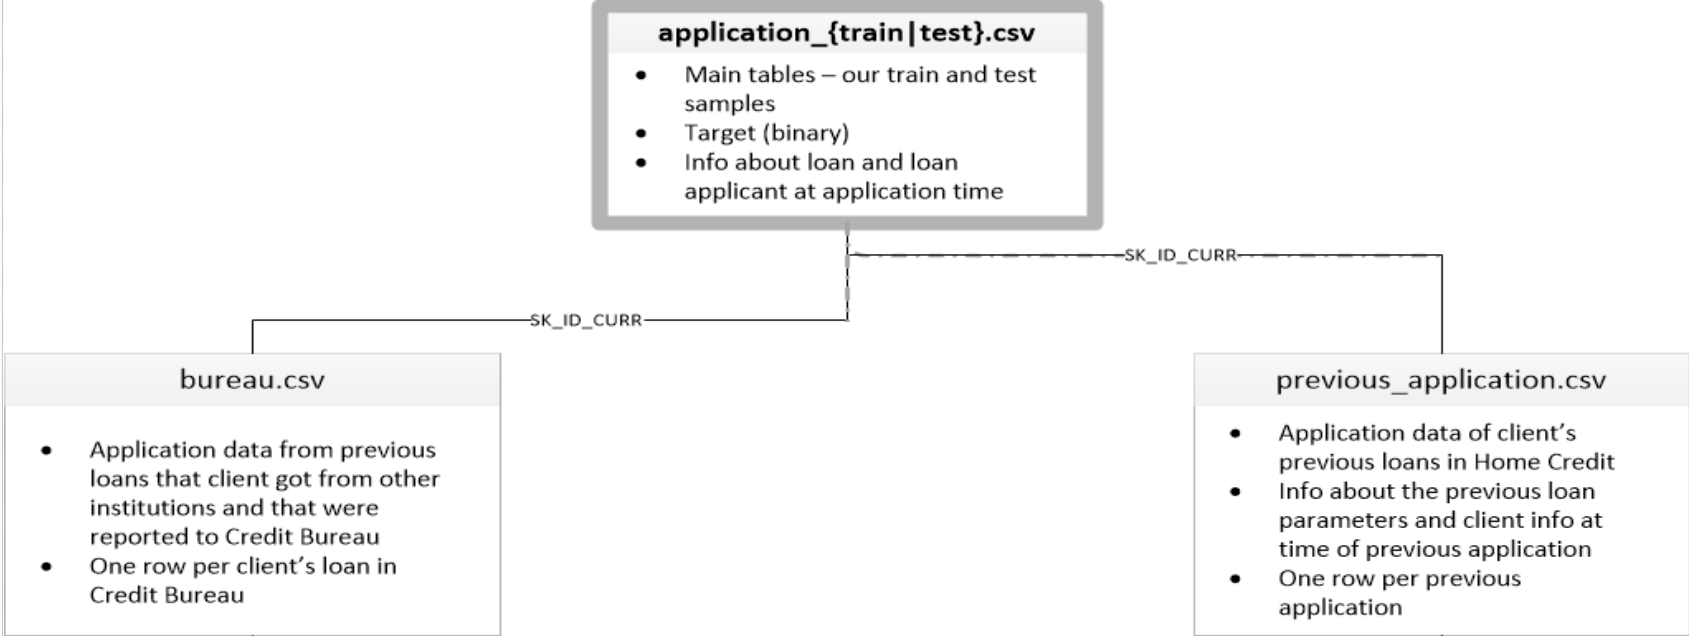 application_{train|test}.csv
• Main tables – our train and test
samples
• Target (binary)
• Info about loan and loan
applicant at application time
SK_ID_CURR
SK_ID_CURR
bureau.csv
• Application data from previous
loans that client got from other
institutions and that were
reported to Credit Bureau
• One row per client’s loan in
Credit Bureau
previous_application.csv
• Application data of client’s
previous loans in Home Credit
• Info about the previous loan
parameters and client info at
time of previous application
• One row per previous
application